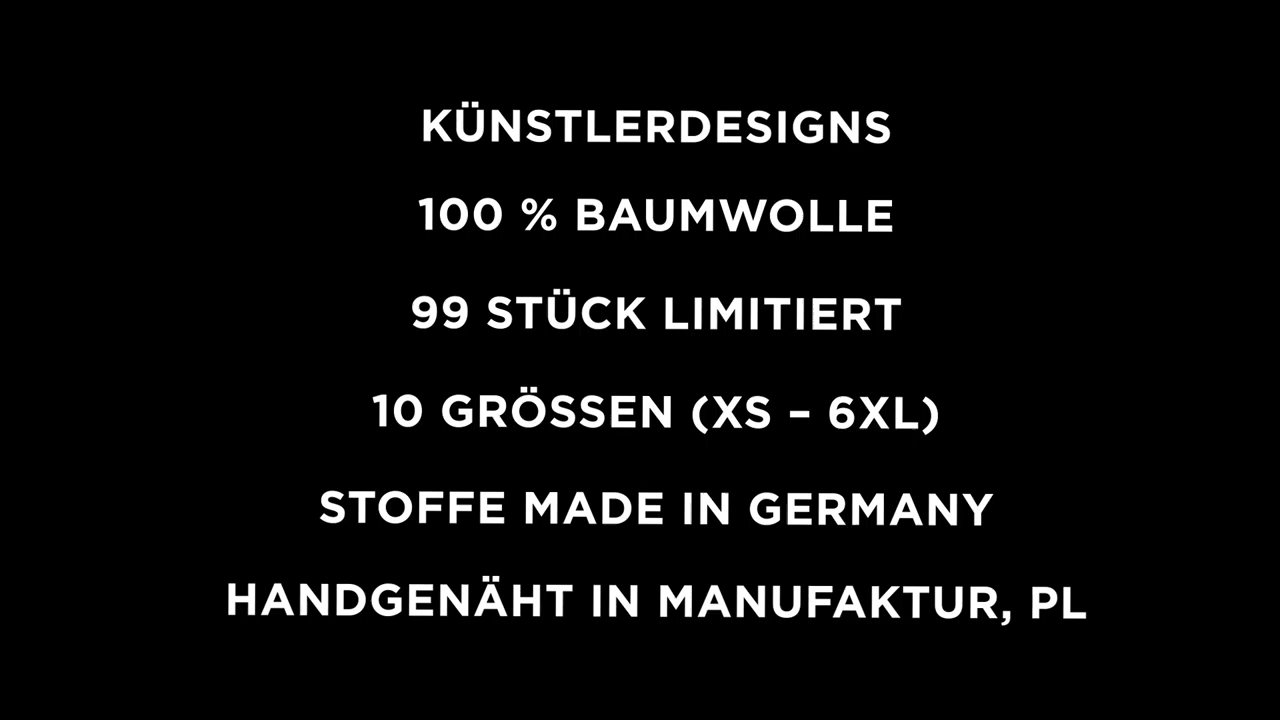 KÜNSTLERDESIGNS
100 % BAUMWOLLE
99 STÜCK LIMITIERT
10 GRÖSSEN (XS – 6XL)
STOFFE MADE IN GERMANY
HANDGENÄHT IN MANUFAKTUR, PL